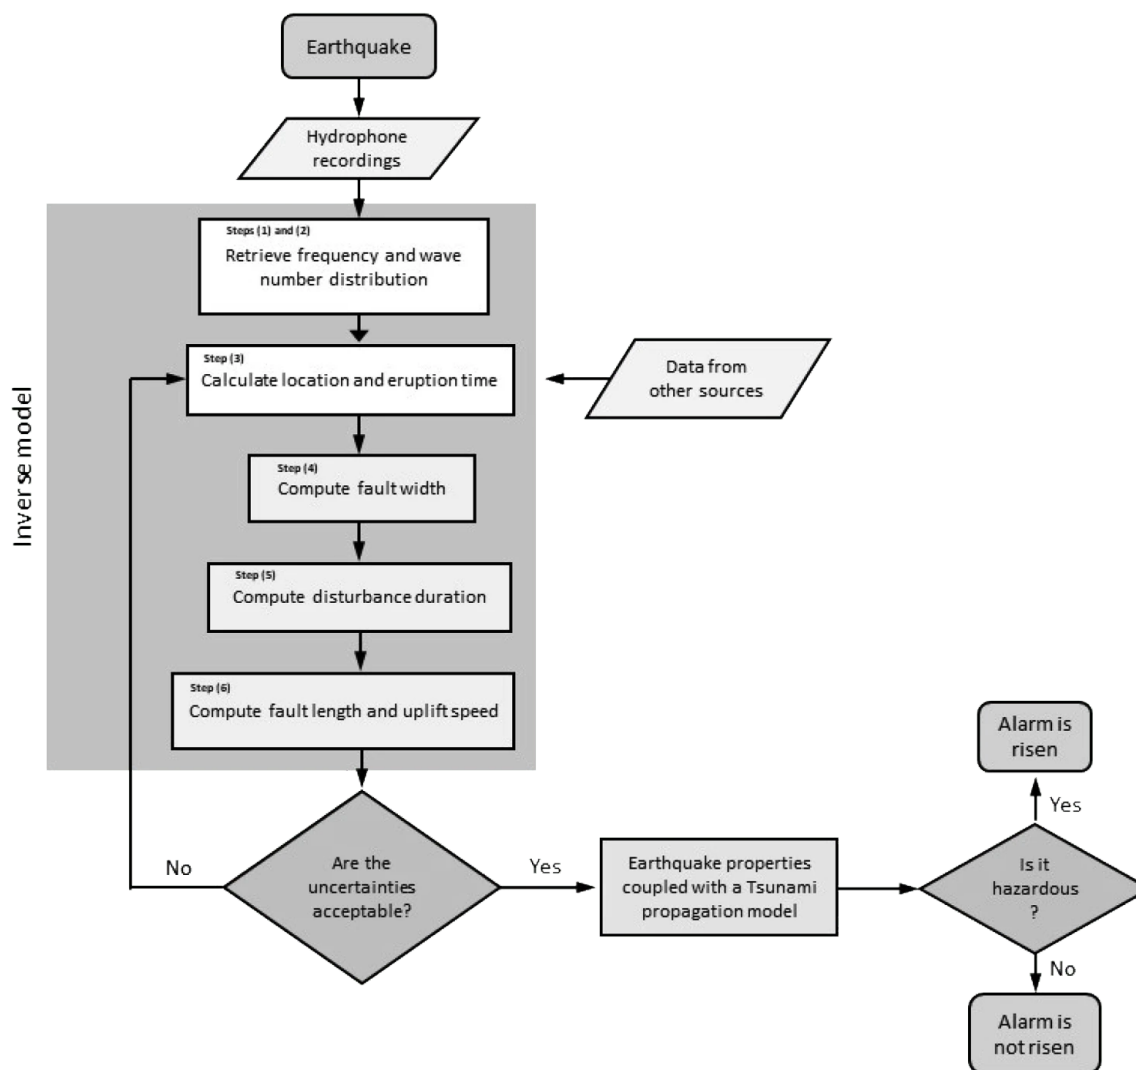 Earthquake
Hydrophone
recordings
Steps (1) and (2)
Retrieve frequency and wave
number distribution
Step (3)
Calculate location and eruption time
Data from
other sources
Inverse model
Step (4)
Compute fault width
Step (5)
Compute disturbance duration
Step (6)
Compute fault length and uplift speed
Are the
uncertainties
acceptable?
No
Yes
Earthquake properties
coupled with a Tsunami
propagation model
Is it
hazardous
?
Yes
Alarm is
risen
No
Alarm is
not risen